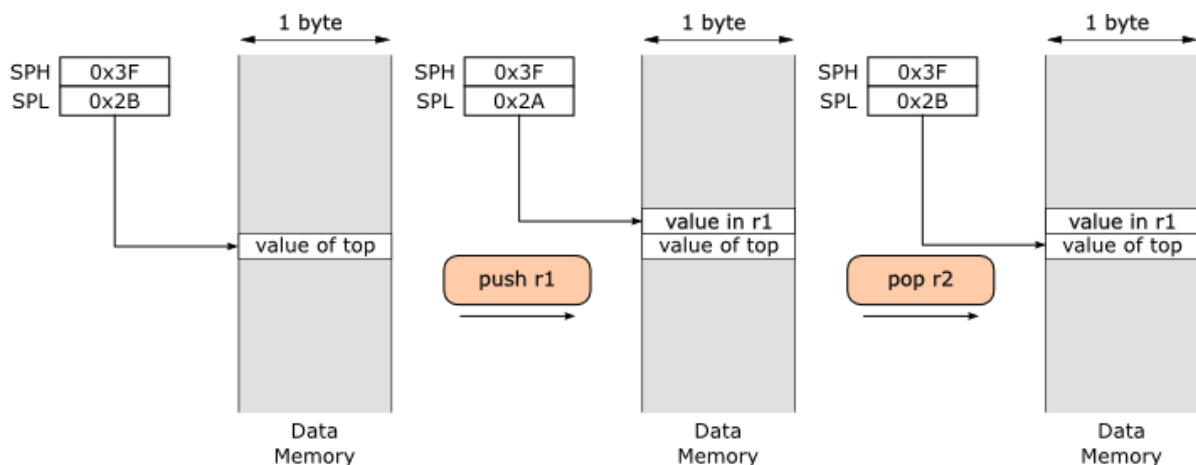 1 byte
SPH 0x3F
SPL 0x2B
value of top
Data
Memory
1 byte
SPH 0x3F
SPL 0x2A
value in r1
value of top
push r1
Data
Memory
1 byte
SPH 0x3F
SPL 0x2B
value in r1
value of top
pop r2
Data
Memory